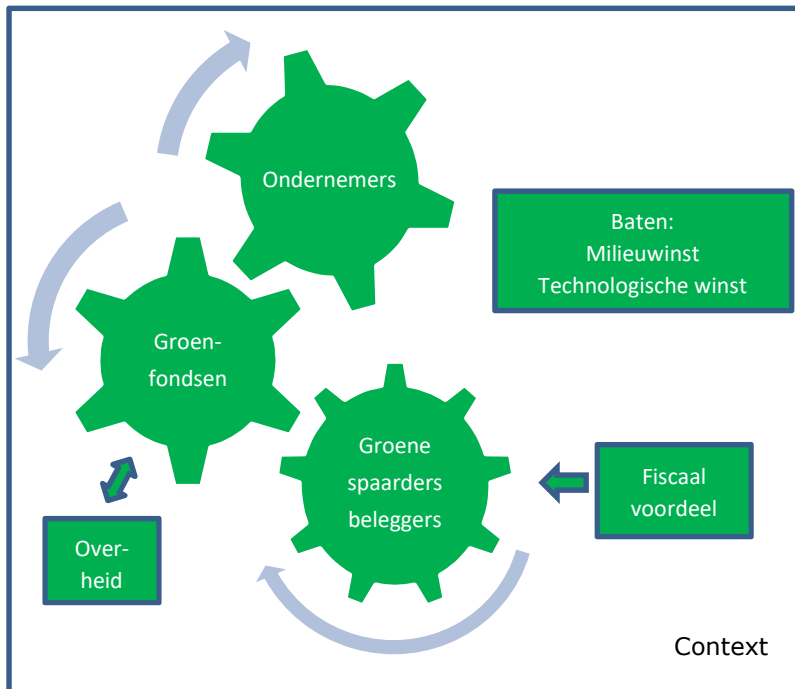 Ondernemers
Baten:
Milieuwinst
Technologische winst
Groen-
fondsen
Groene
spaarders
beleggers
Fiscaal
voordeel
Over-
heid
Context